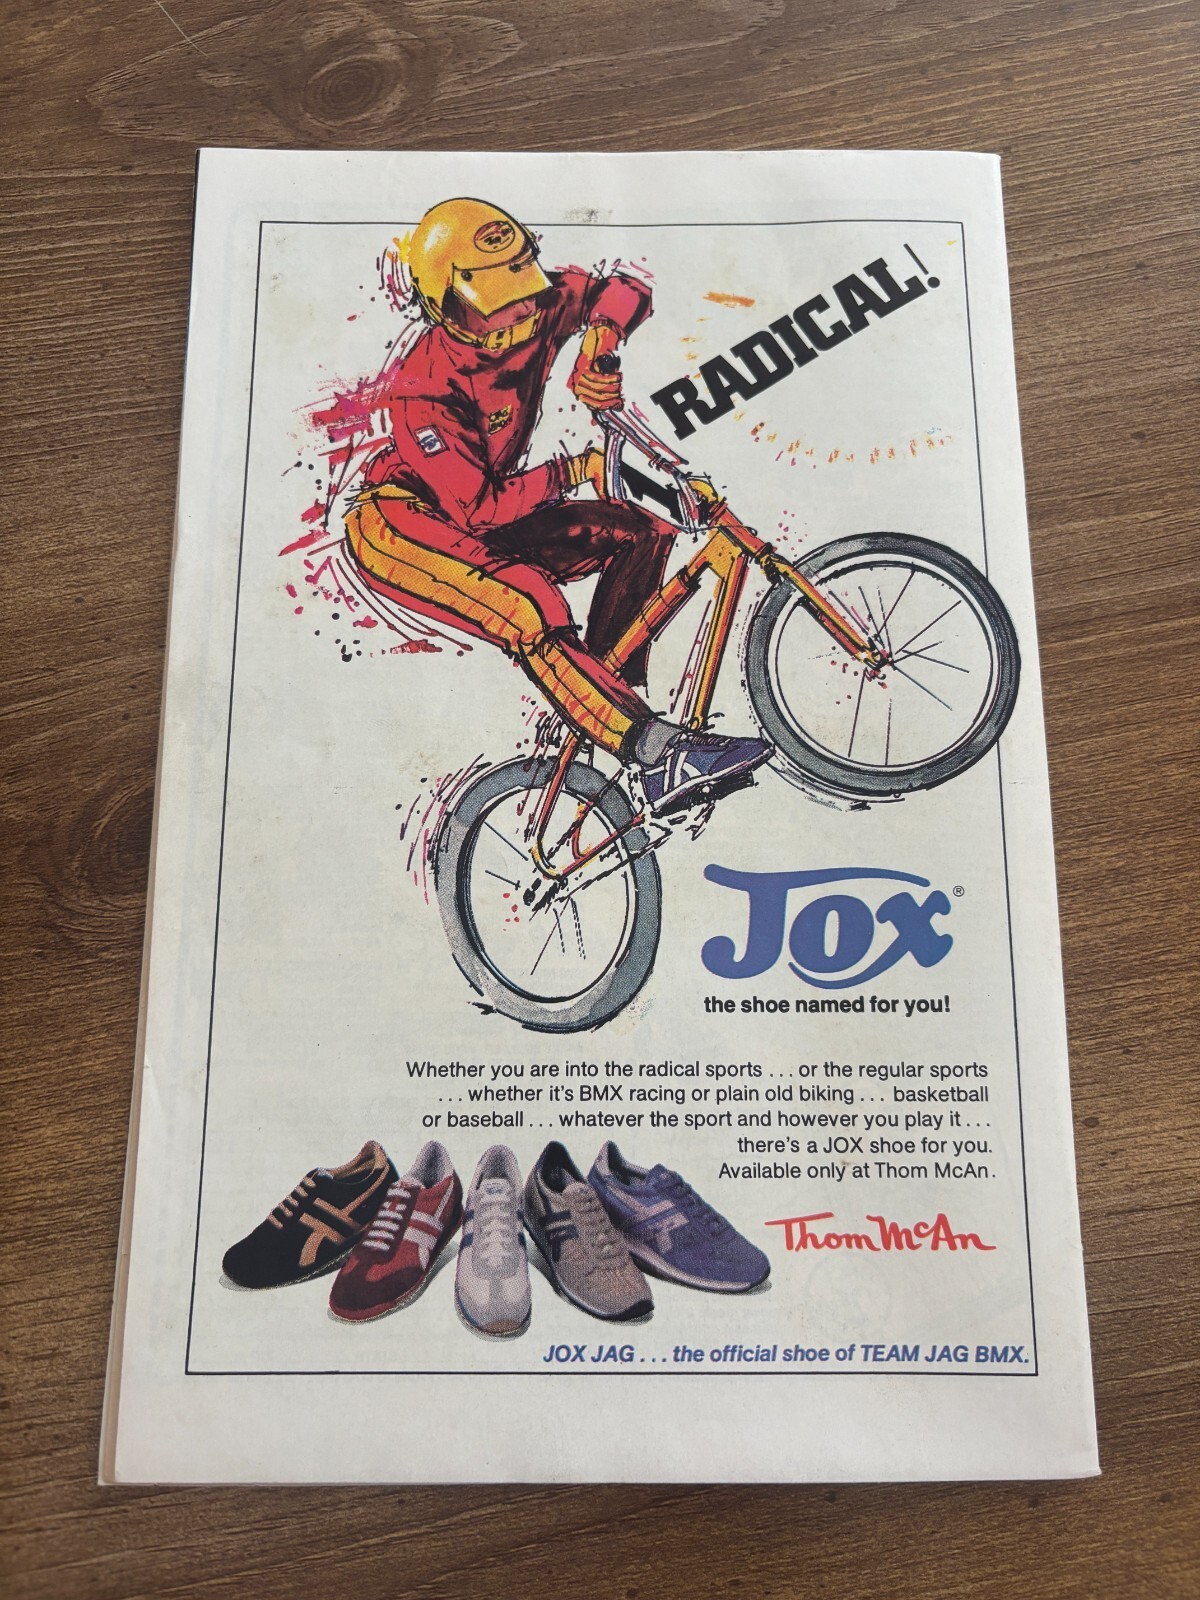 RADICAL!
1
JOX®
the shoe named for you!
Whether you are into the radical sports ... or the regular sports
... whether it's BMX racing or plain old biking ... basketball
or baseball ... whatever the sport and however you play it ...
there's a JOX shoe for you.
Available only at Thom McAn.
Thom McAn
JOX JAG ... the official shoe of TEAM JAG BMX.